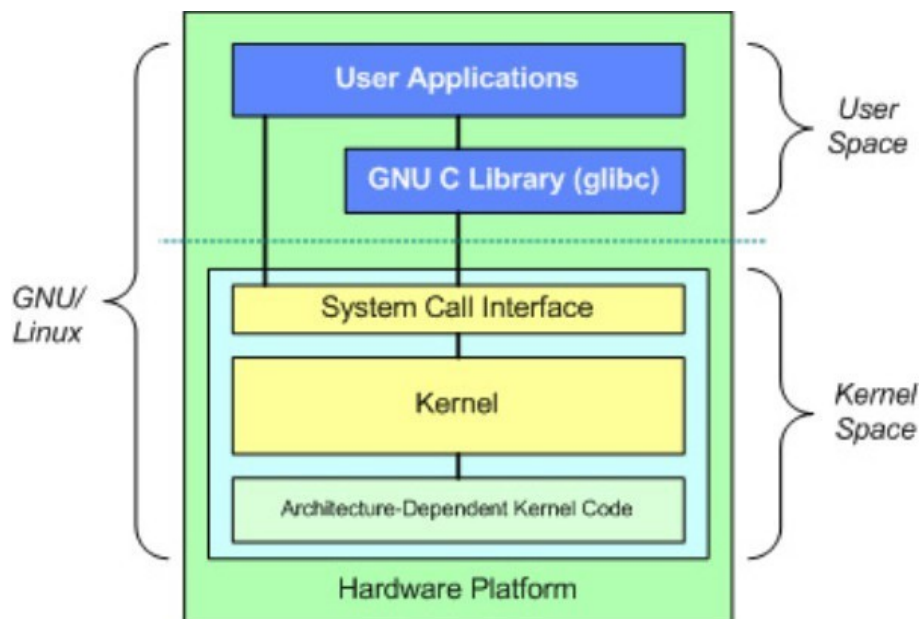 User Applications
User
Space
GNU C Library (glibc)
GNU/
Linux
System Call Interface
Kernel
Kernel
Space
Architecture-Dependent Kernel Code
Hardware Platform